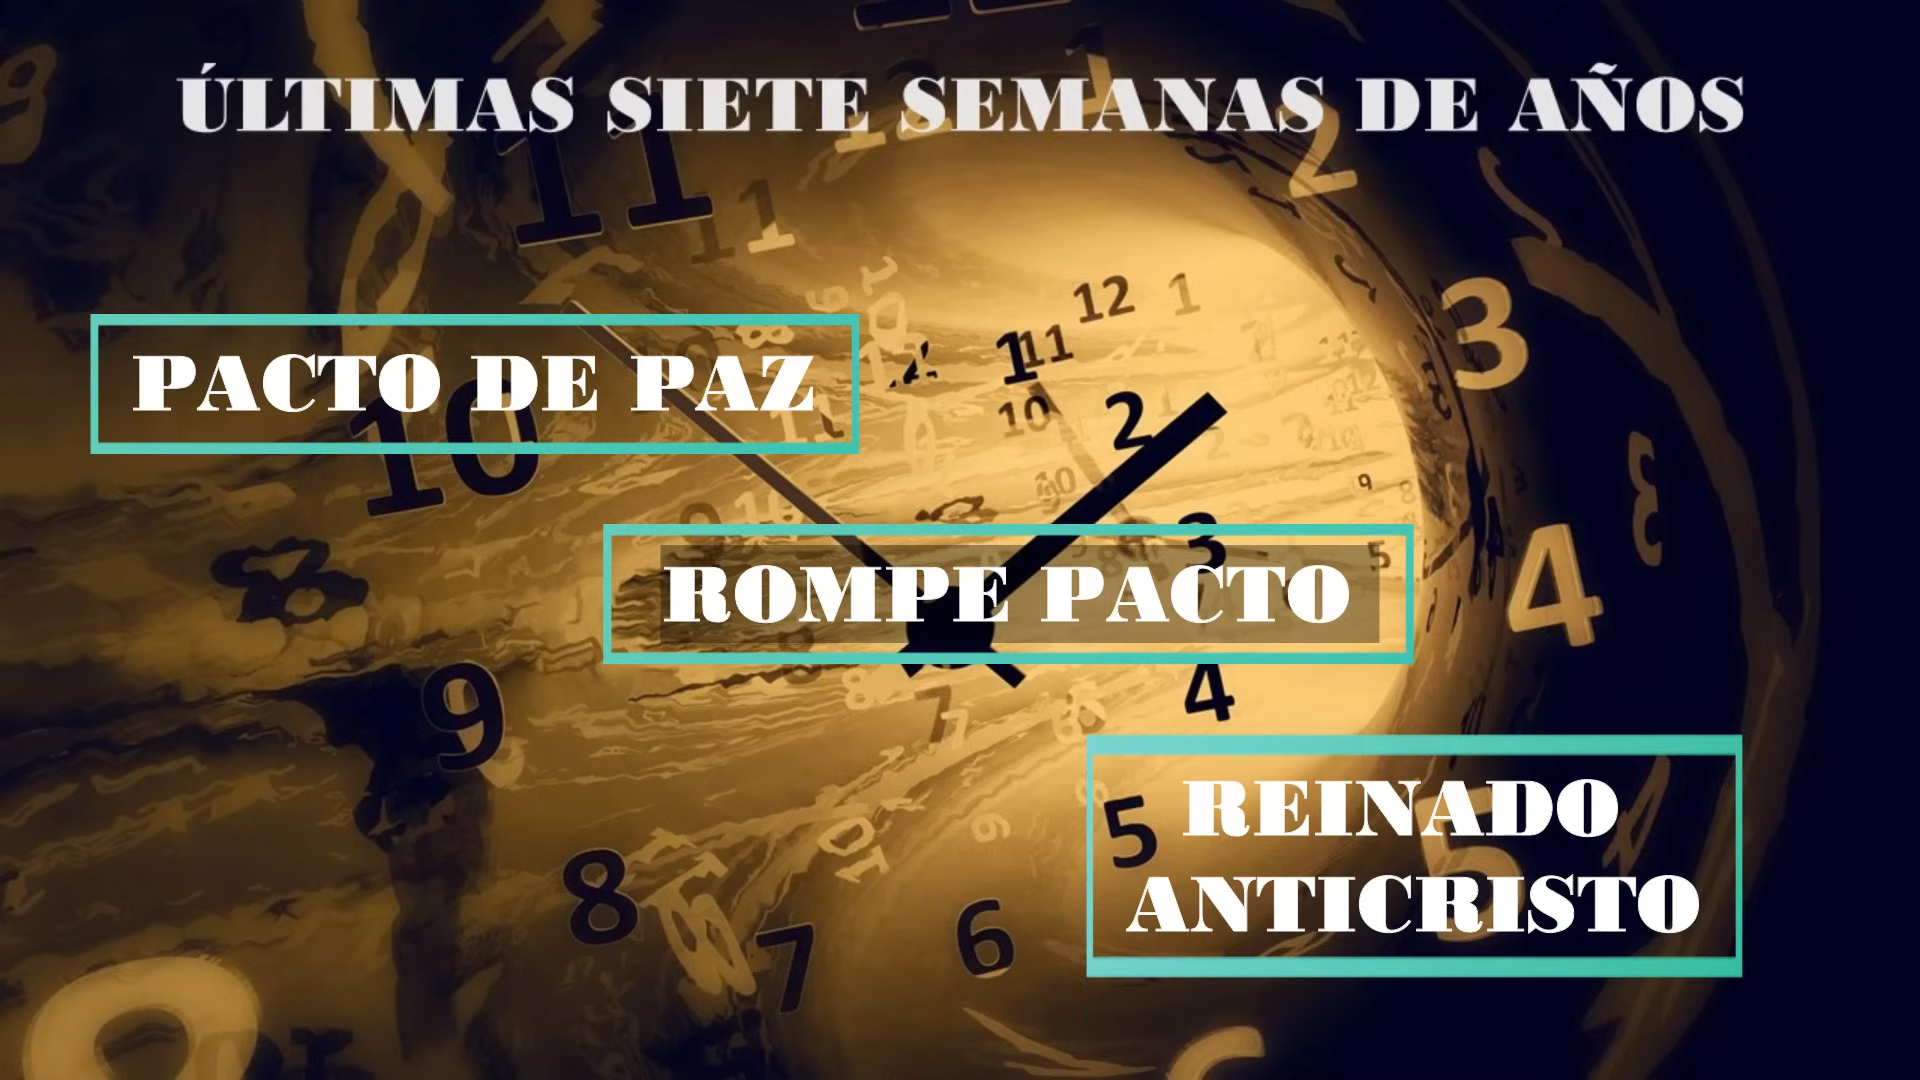 ÚLTIMAS SIETE SEMANAS DE AÑOS
PACTO DE PAZ
ROMPE PACTO
REINADO
ANTICRISTO